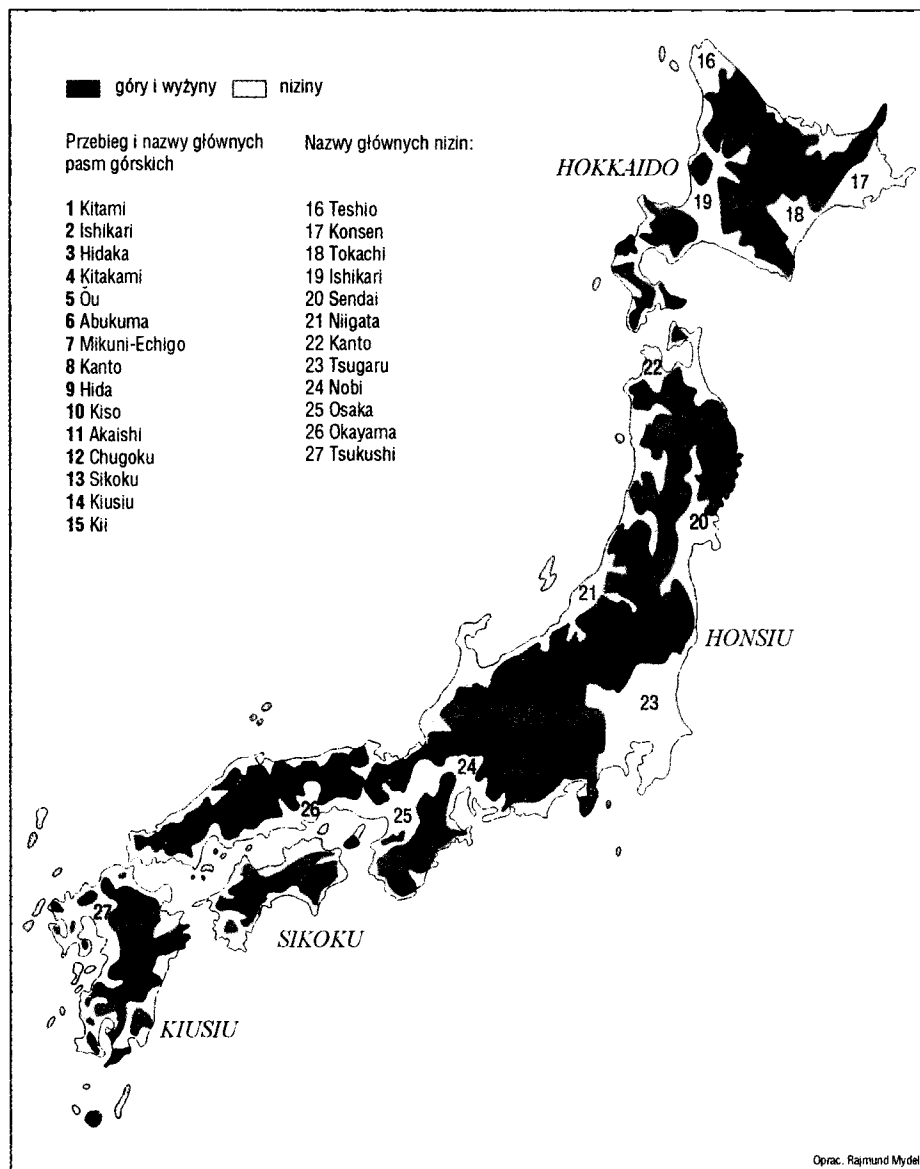 góry i wyżyny
niziny
Przebieg i nazwy głównych
pasm górskich
1 Kitami
2 Ishikari
3 Hidaka
4 Kitakami
5 Ōu
6 Abukuma
7 Mikuni-Echigo
8 Kanto
9 Hida
10 Kiso
11 Akaishi
12 Chugoku
13 Sikoku
14 Kiusiu
15 Kii
Nazwy głównych nizin:
16 Teshio
17 Konsen
18 Tokachi
19 Ishikari
20 Sendai
21 Niigata
22 Kanto
23 Tsugaru
24 Nobi
25 Osaka
26 Okayama
27 Tsukushi
16
HOKKAIDO
17
19
18
22
20
21
HONSIU
23
24
26
25
27
SIKOKU
KIUSIU
Oprac. Rajmund Mydel